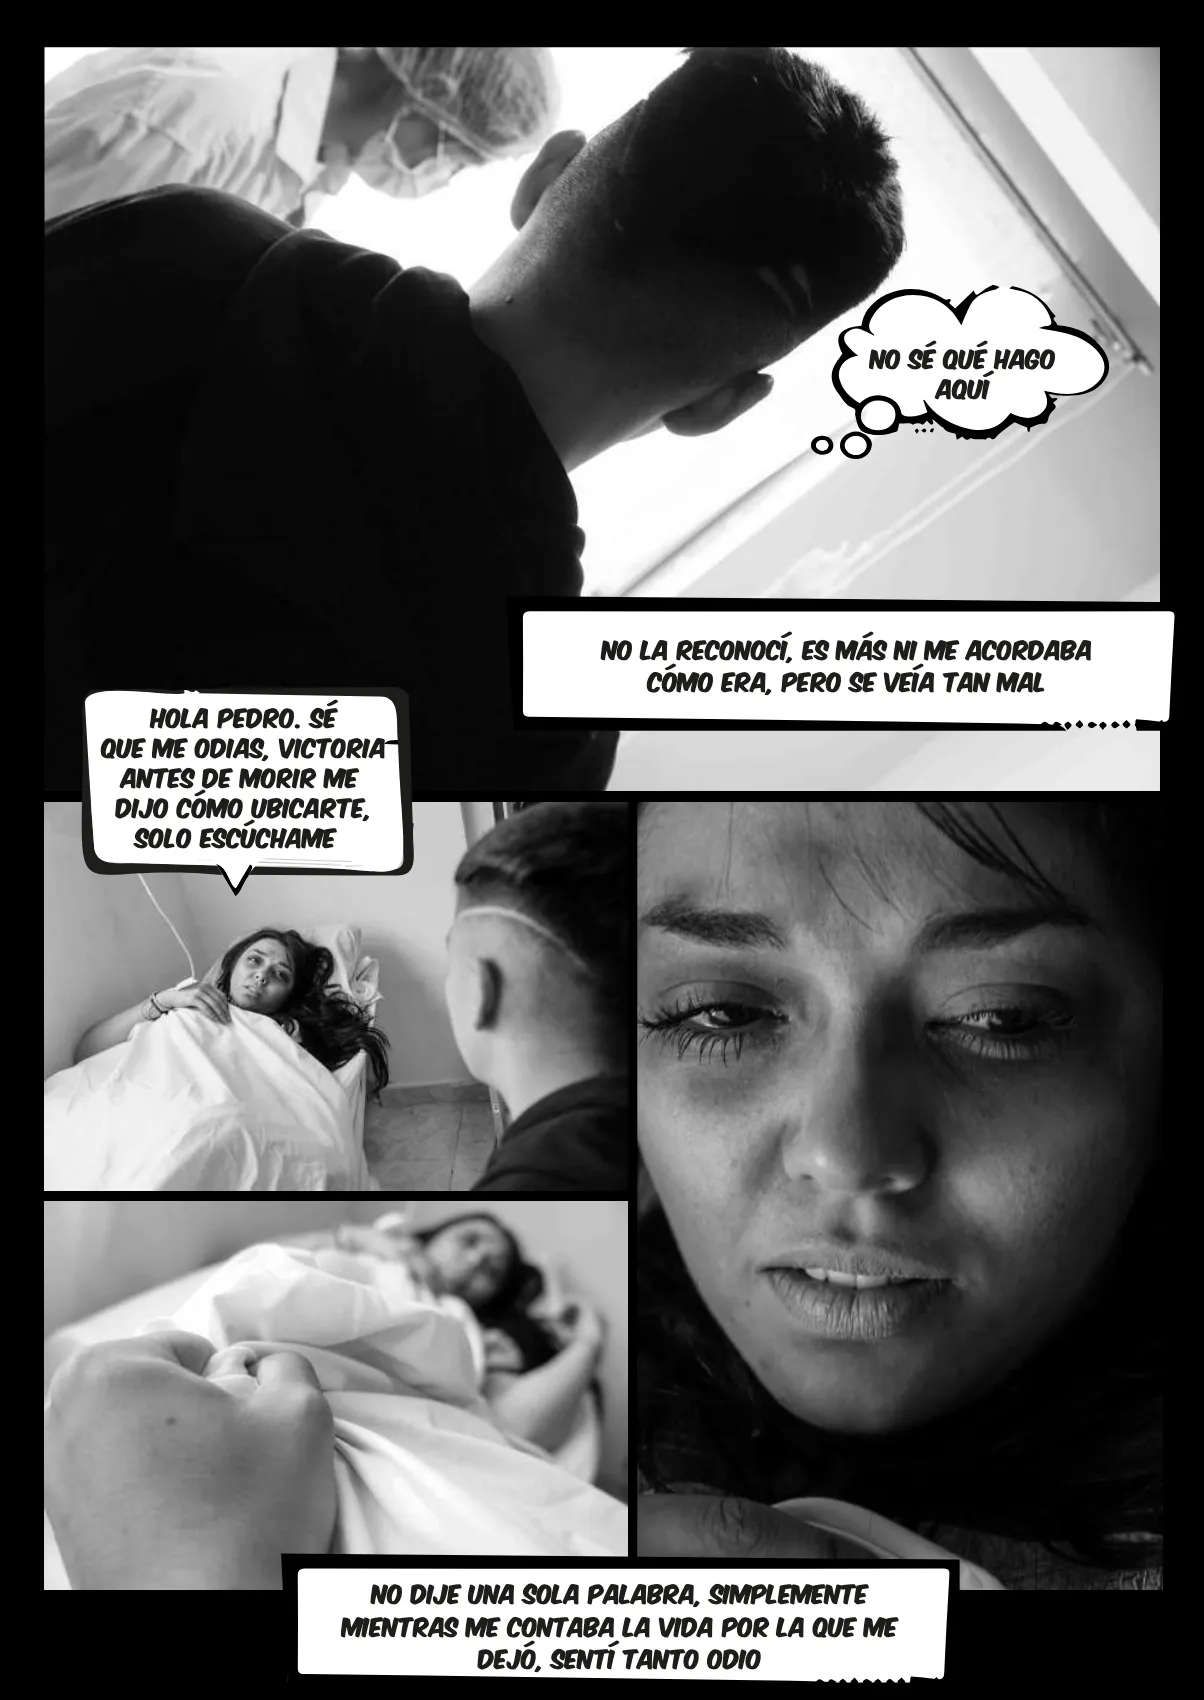 NO SÉ QUÉ HAGO
AQUÍ
NO LA RECONOCÍ, ES MÁS NI ME ACORDABA
CÓMO ERA, PERO SE VEÍA TAN MAL
HOLA PEDRO. SÉ
QUE ME ODIAS, VICTORIA
ANTES DE MORIR ME
DIJO CÓMO UBICARTE,
SOLO ESCÚCHAME
NO DIJE UNA SOLA PALABRA, SIMPLEMENTE
MIENTRAS ME CONTABA LA VIDA POR LA QUE ME
DEJÓ, SENTÍ TANTO ODIO